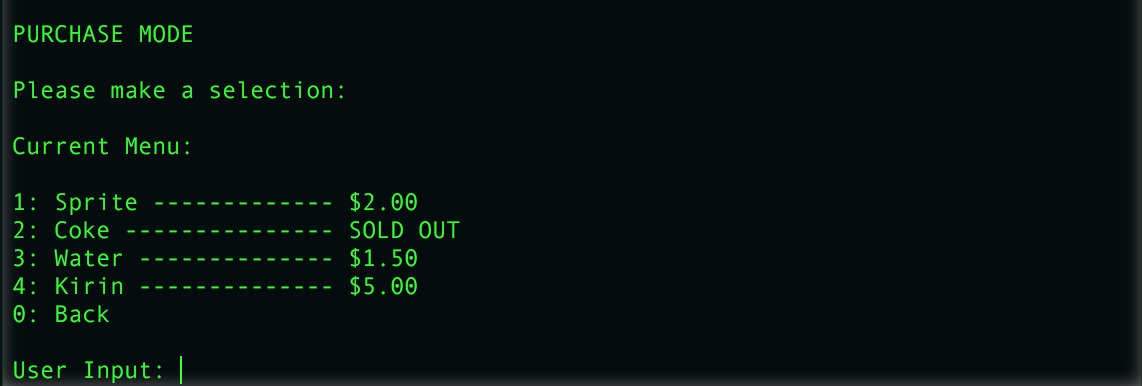 PURCHASE MODE
Please make a selection:
Current Menu:
1: Sprite ------------- $2.00
2: Coke --------------- SOLD OUT
3: Water -------------- $1.50
4: Kirin -------------- $5.00
0: Back
User Input: